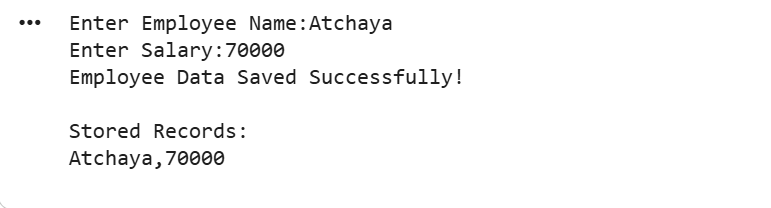 Enter Employee Name:Atchaya
Enter Salary:70000
Employee Data Saved Successfully!
Stored Records:
Atchaya,70000